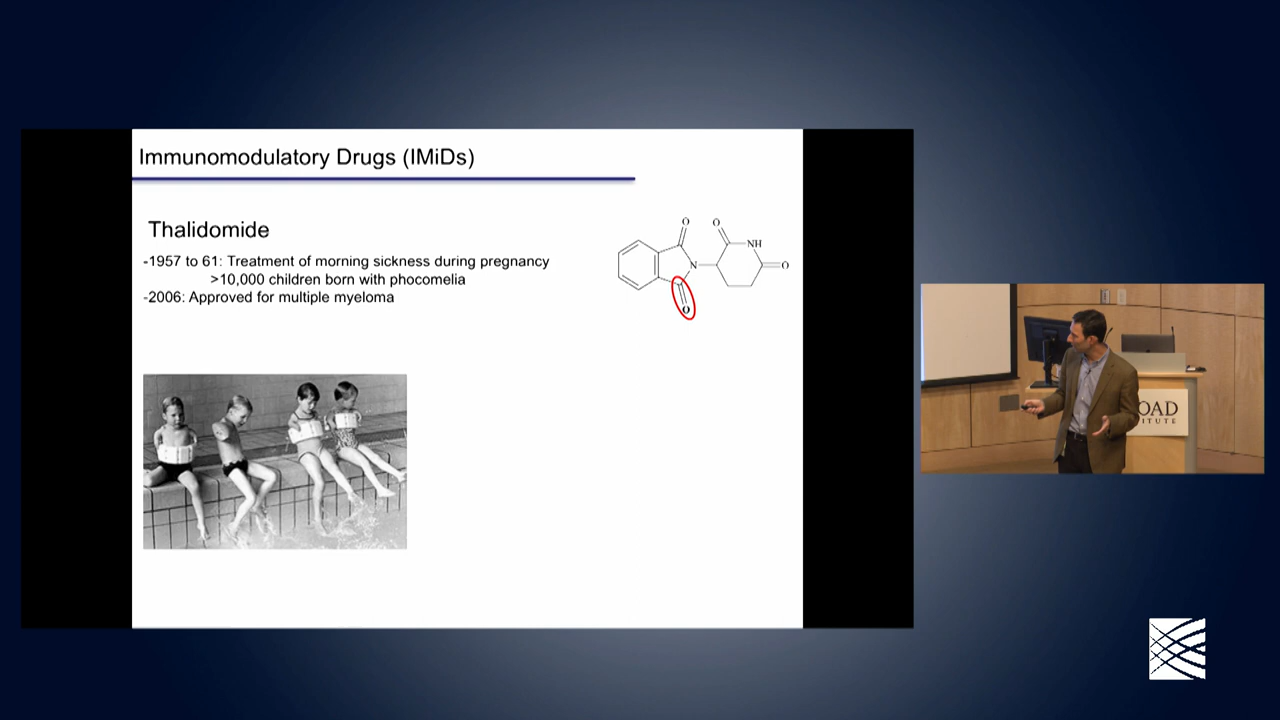 Immunomodulatory Drugs (IMiDs)
Thalidomide
-1957 to 61: Treatment of morning sickness during pregnancy
>10,000 children born with phocomelia
-2006: Approved for multiple myeloma
O
O
NH
N
O
O
OAD
ITUTE